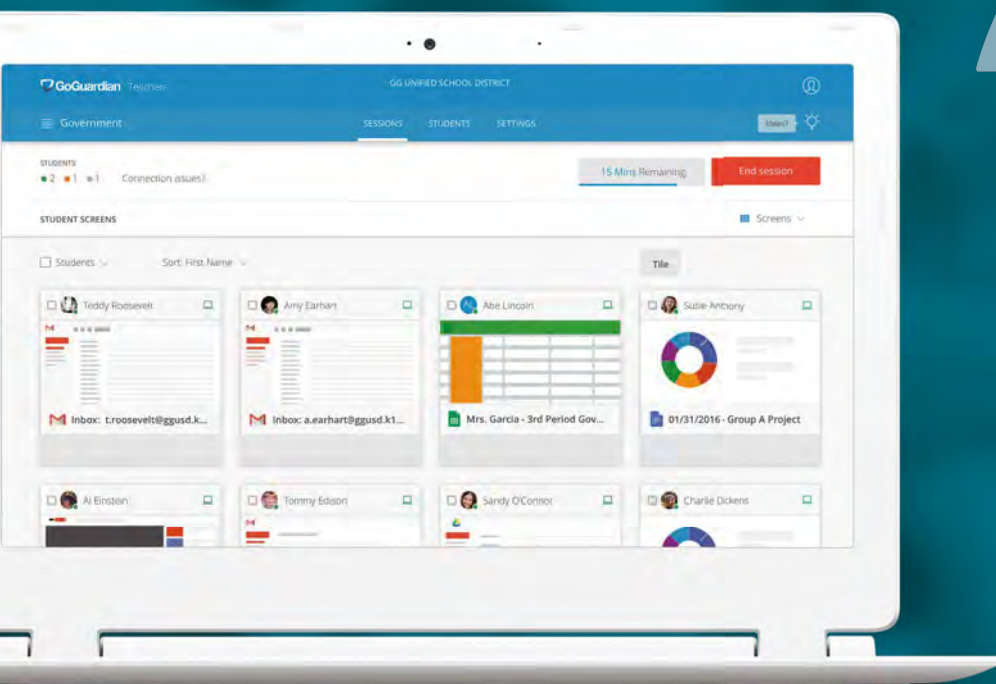 GoGuardian Teacher
GG UNIFIED SCHOOL DISTRICT
Government
SESSIONS STUDENTS SETTINGS
Ideas?
STUDENTS
2 1 1 Connection issues?
15 Mins Remaining
End session
STUDENT SCREENS
Screens
Students
Sort: First Name
Tile
Teddy Roosevelt
Amy Earhart
Abe Lincoln
Susie Anthony
Inbox: t.roosevelt@ggusd.k...
Inbox: a.earhart@ggusd.k1...
Mrs. Garcia - 3rd Period Gov...
01/31/2016 - Group A Project
Al Einstein
Tommy Edison
Sandy O'Connor
Charlie Dickens